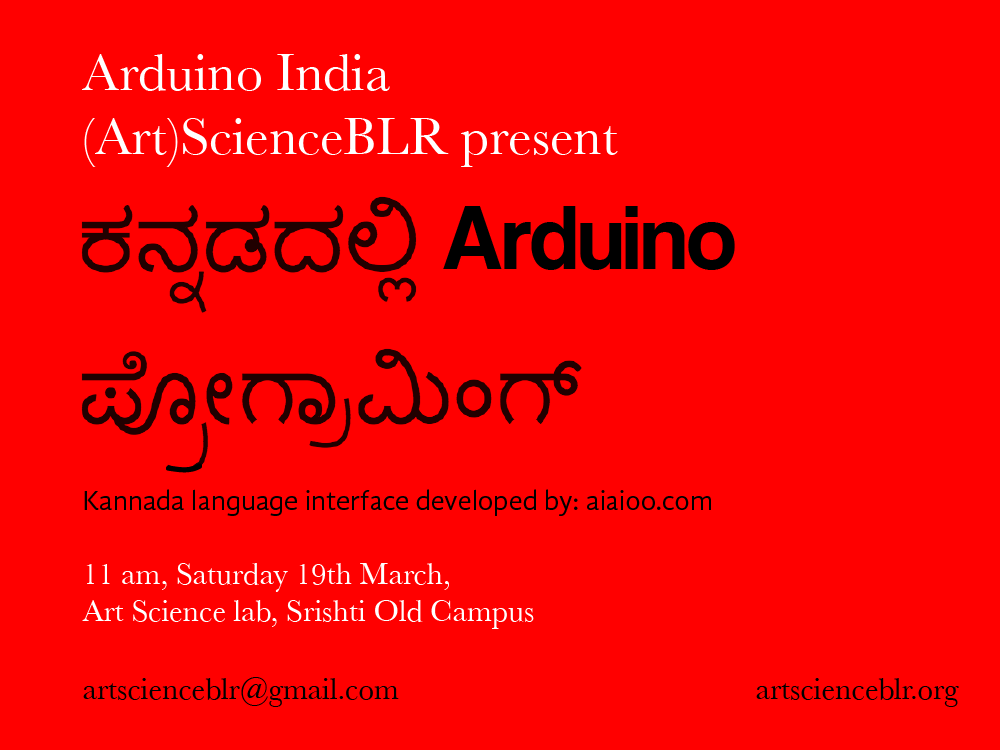 Arduino India
(Art)ScienceBLR present
ಕನ್ನಡದಲ್ಲಿ Arduino
ಪ್ರೋಗ್ರಾಮಿಂಗ್
Kannada language interface developed by: aiaioo.com
11 am, Saturday 19th March,
Art Science lab, Srishti Old Campus
artscienceblr@gmail.com artscienceblr.org